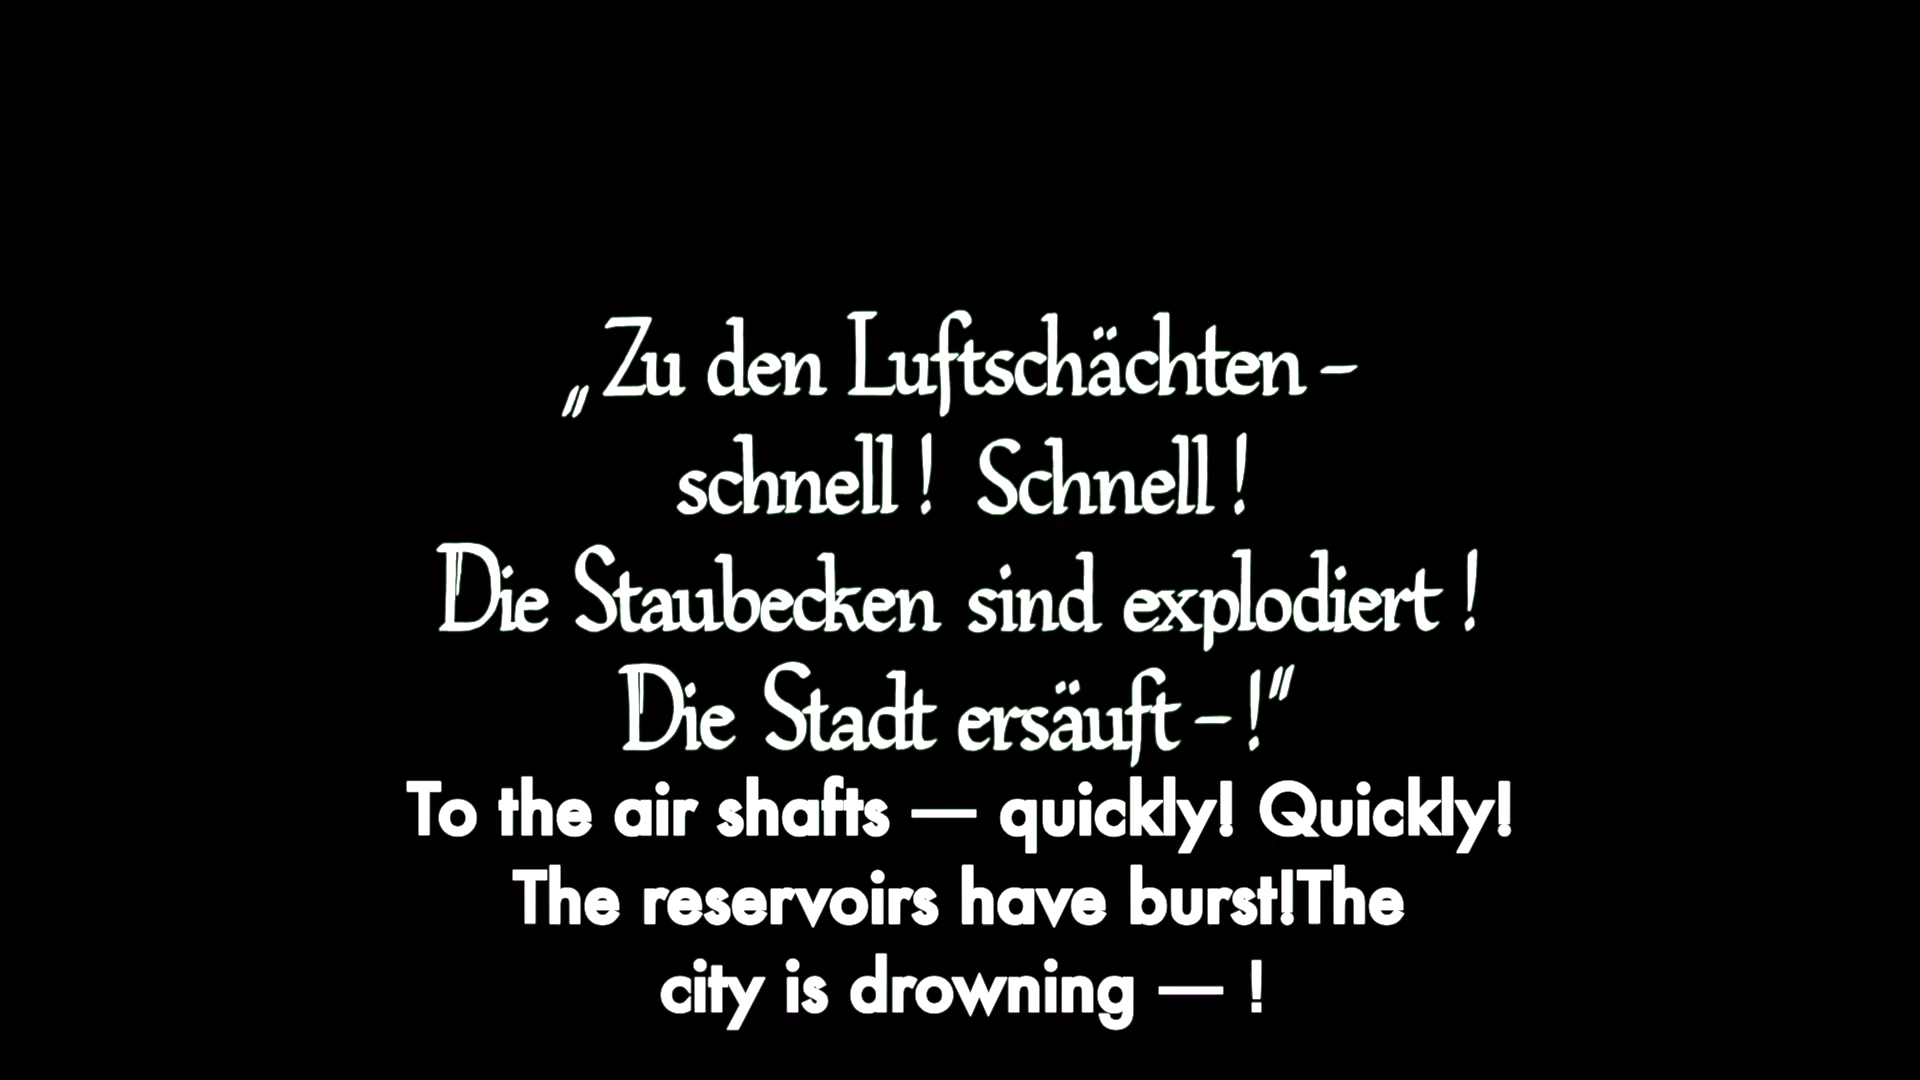 „Zu den Luftschächten –
schnell! Schnell!
Die Staubecken sind explodiert!
Die Stadt ersäuft – !“
To the air shafts — quickly! Quickly!
The reservoirs have burst!The
city is drowning — !